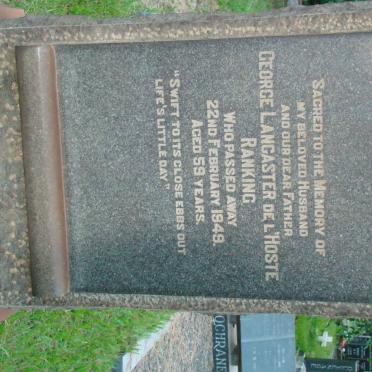 Sacred to the Memory of
my beloved Husband
and our dear Father
George Lancaster de l'Hoste
Ranking
Who passed away
22nd February 1949.
Aged 59 years.
"Swift to its close ebbs out
life's little day"
OCHRANE